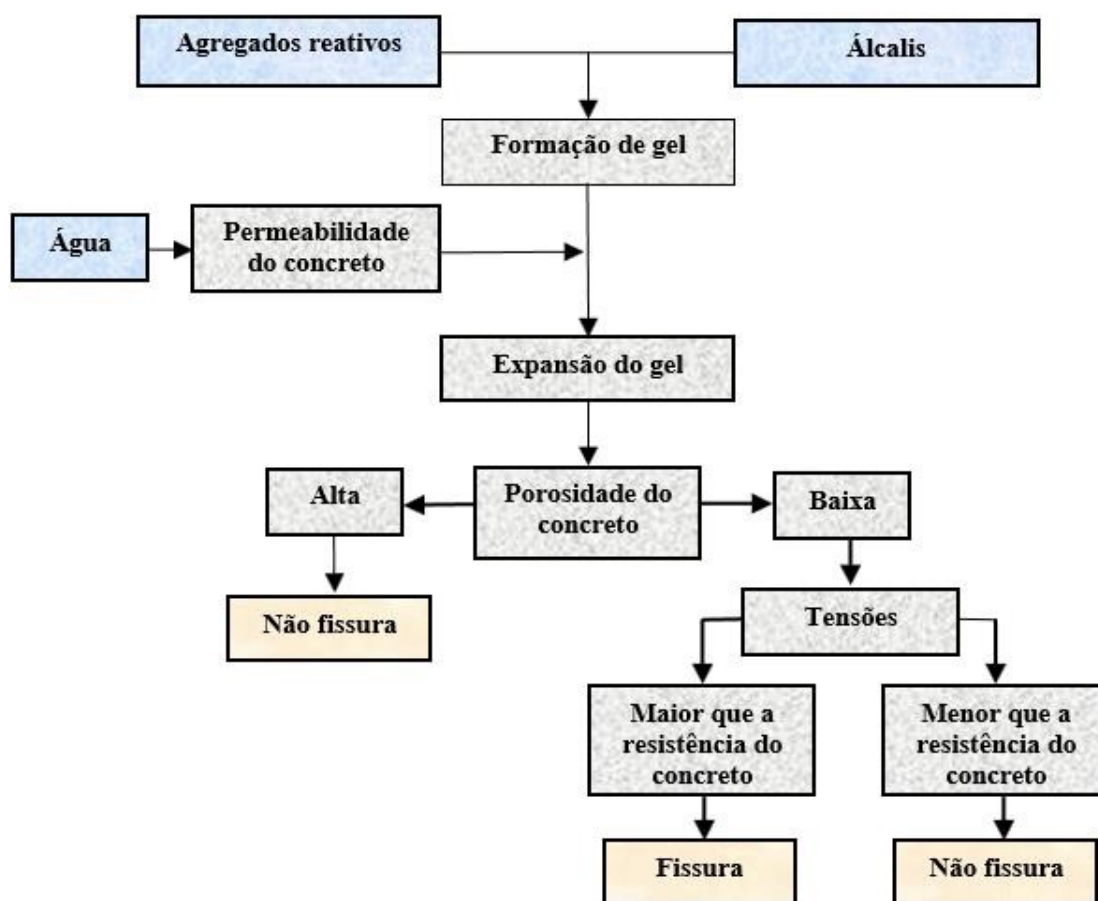 Agregados reativos
Álcalis
Formação de gel
Água
Permeabilidade
do concreto
Expansão do gel
Alta
Porosidade do
concreto
Baixa
Não fissura
Tensões
Maior que a
resistência do
concreto
Menor que a
resistência do
concreto
Fissura
Não fissura